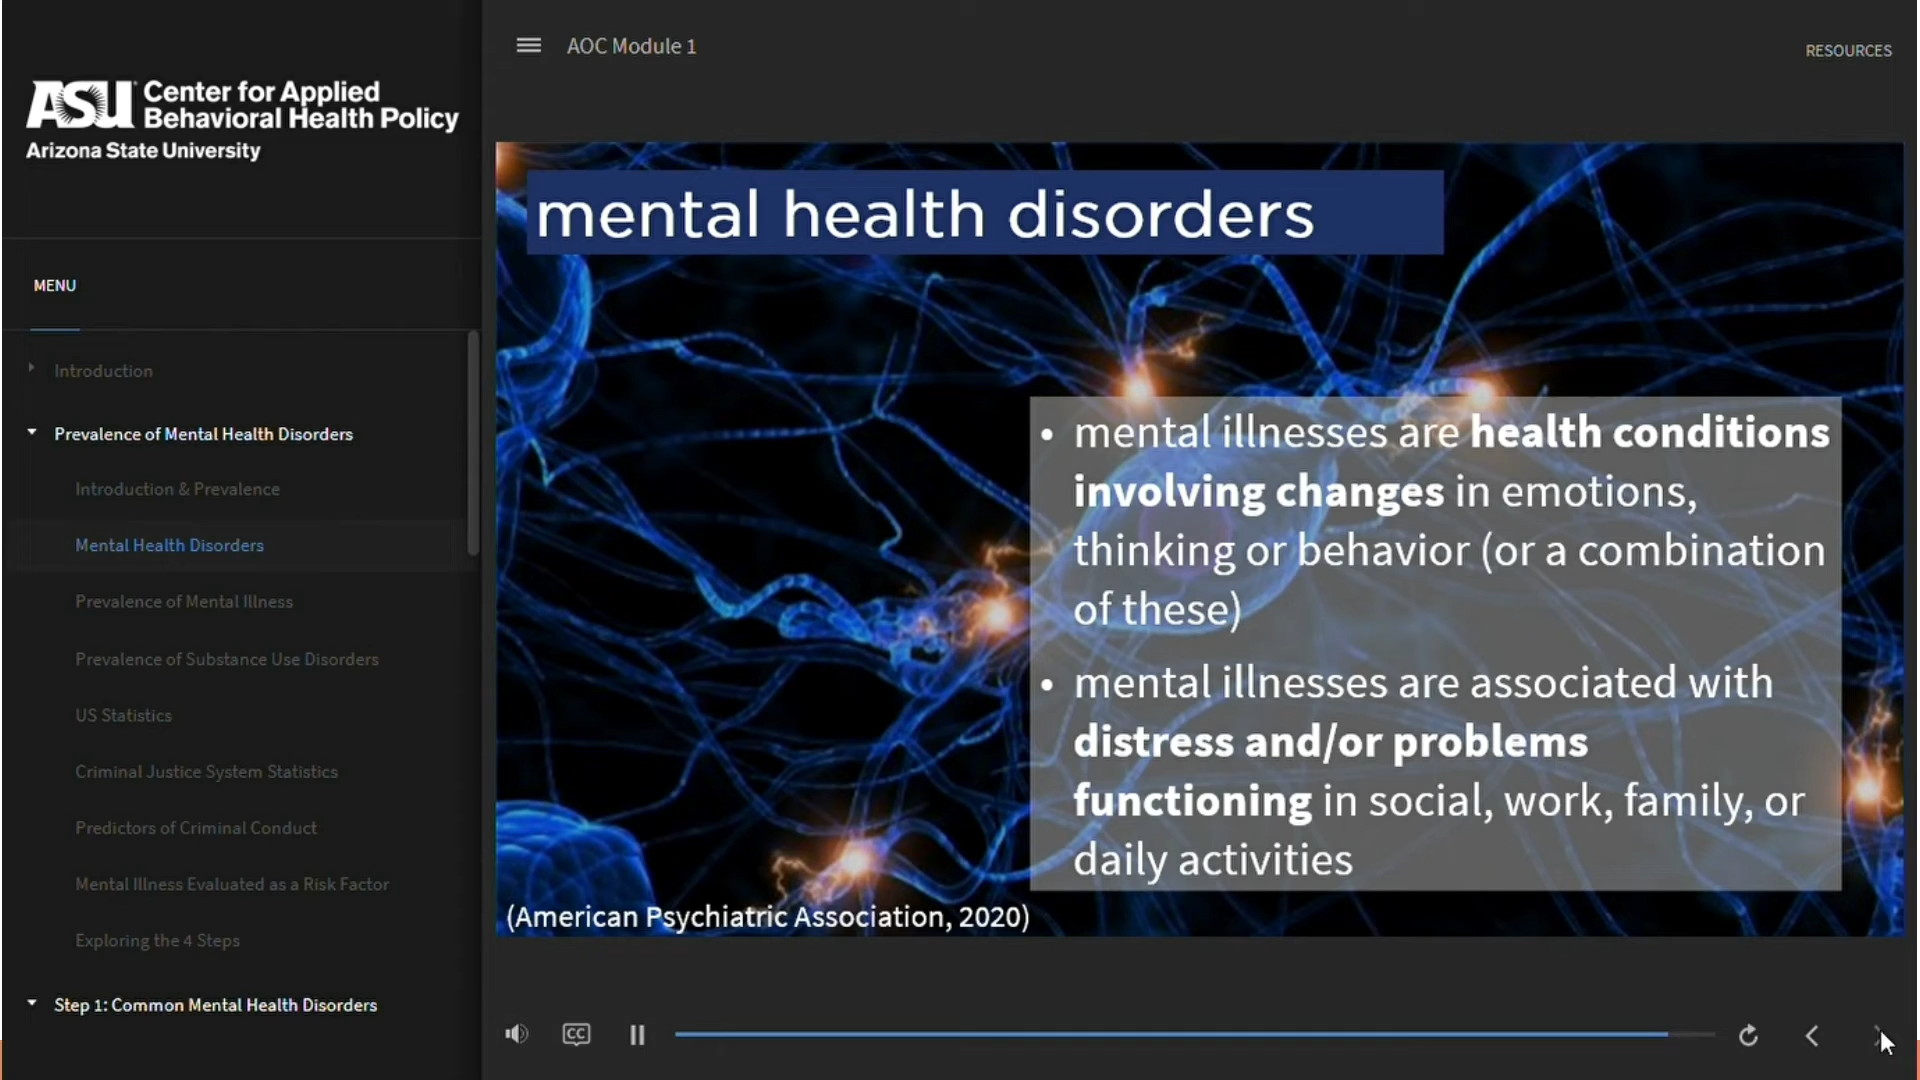 ASU Center for Applied
Behavioral Health Policy
Arizona State University
MENU
Introduction
Prevalence of Mental Health Disorders
Introduction & Prevalence
Mental Health Disorders
Prevalence of Mental Illness
Prevalence of Substance Use Disorders
US Statistics
Criminal Justice System Statistics
Predictors of Criminal Conduct
Mental Illness Evaluated as a Risk Factor
Exploring the 4 Steps
Step 1: Common Mental Health Disorders
AOC Module 1
RESOURCES
mental health disorders
• mental illnesses are health conditions
involving changes in emotions,
thinking or behavior (or a combination
of these)
• mental illnesses are associated with
distress and/or problems
functioning in social, work, family, or
daily activities
(American Psychiatric Association, 2020)
CC